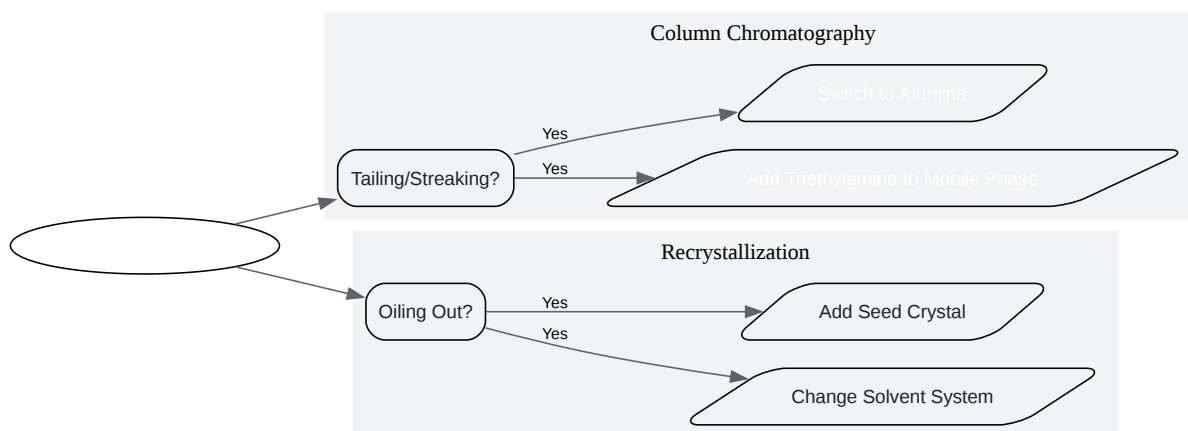 Column Chromatography
Switch to Alumina
Yes
Tailing/Streaking?
Yes
Add Triethylamine to Mobile Phase
Recrystallization
Oiling Out?
Yes
Add Seed Crystal
Yes
Change Solvent System